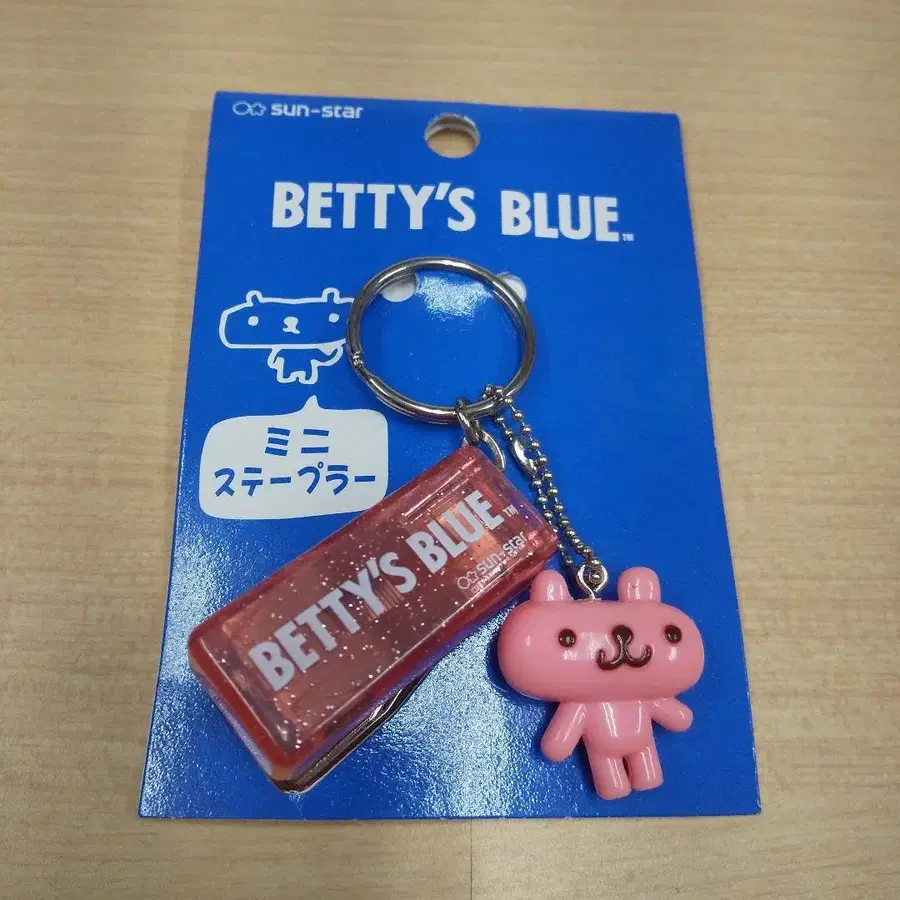 sun-star
BETTY'S BLUE™
ミニ
ステープラー
BETTY'S BLUE™
sun-star